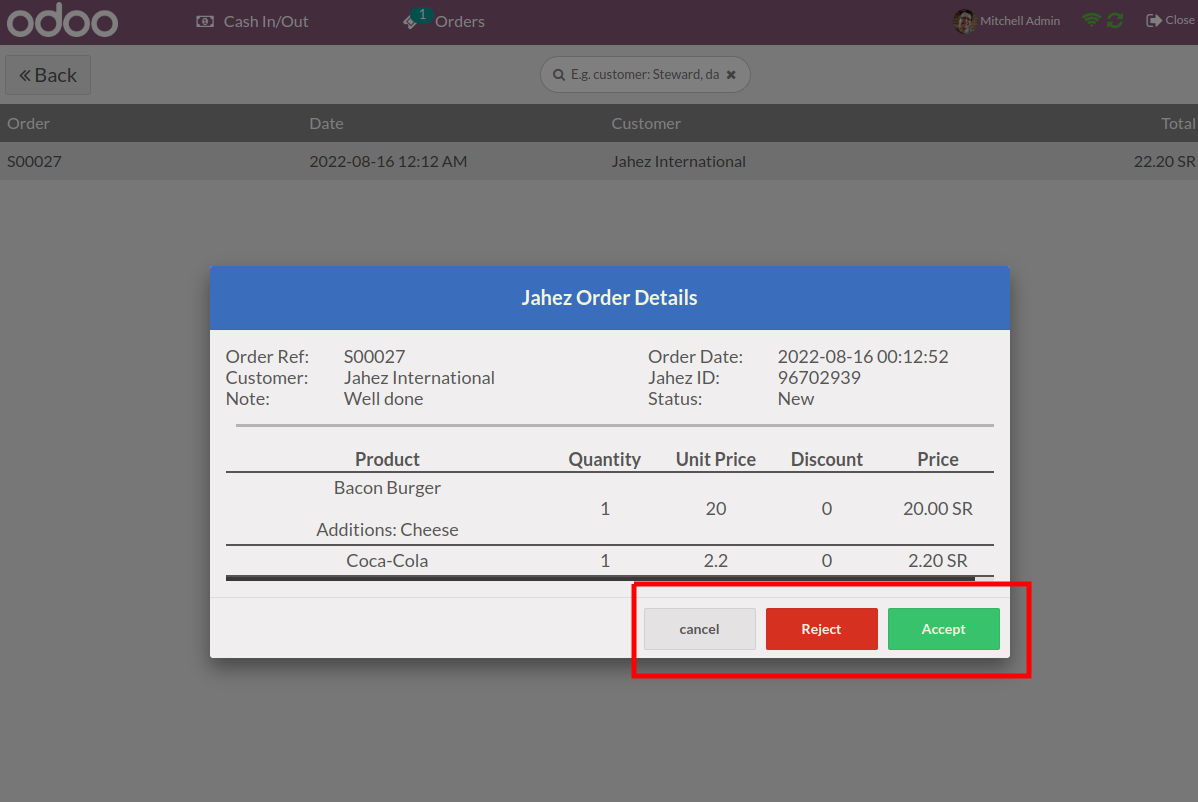 odoo Cash In/Out 1 Orders Mitchell Admin Close
Back E.g. customer: Steward, da
Order Date Customer Total
S00027 2022-08-16 12:12 AM Jahez International 22.20 SR
Jahez Order Details
Order Ref: S00027 Order Date: 2022-08-16 00:12:52
Customer: Jahez International Jahez ID: 96702939
Note: Well done Status: New
Product Quantity Unit Price Discount Price
Bacon Burger
1 20 0 20.00 SR
Additions: Cheese
Coca-Cola 1 2.2 0 2.20 SR
cancel Reject Accept